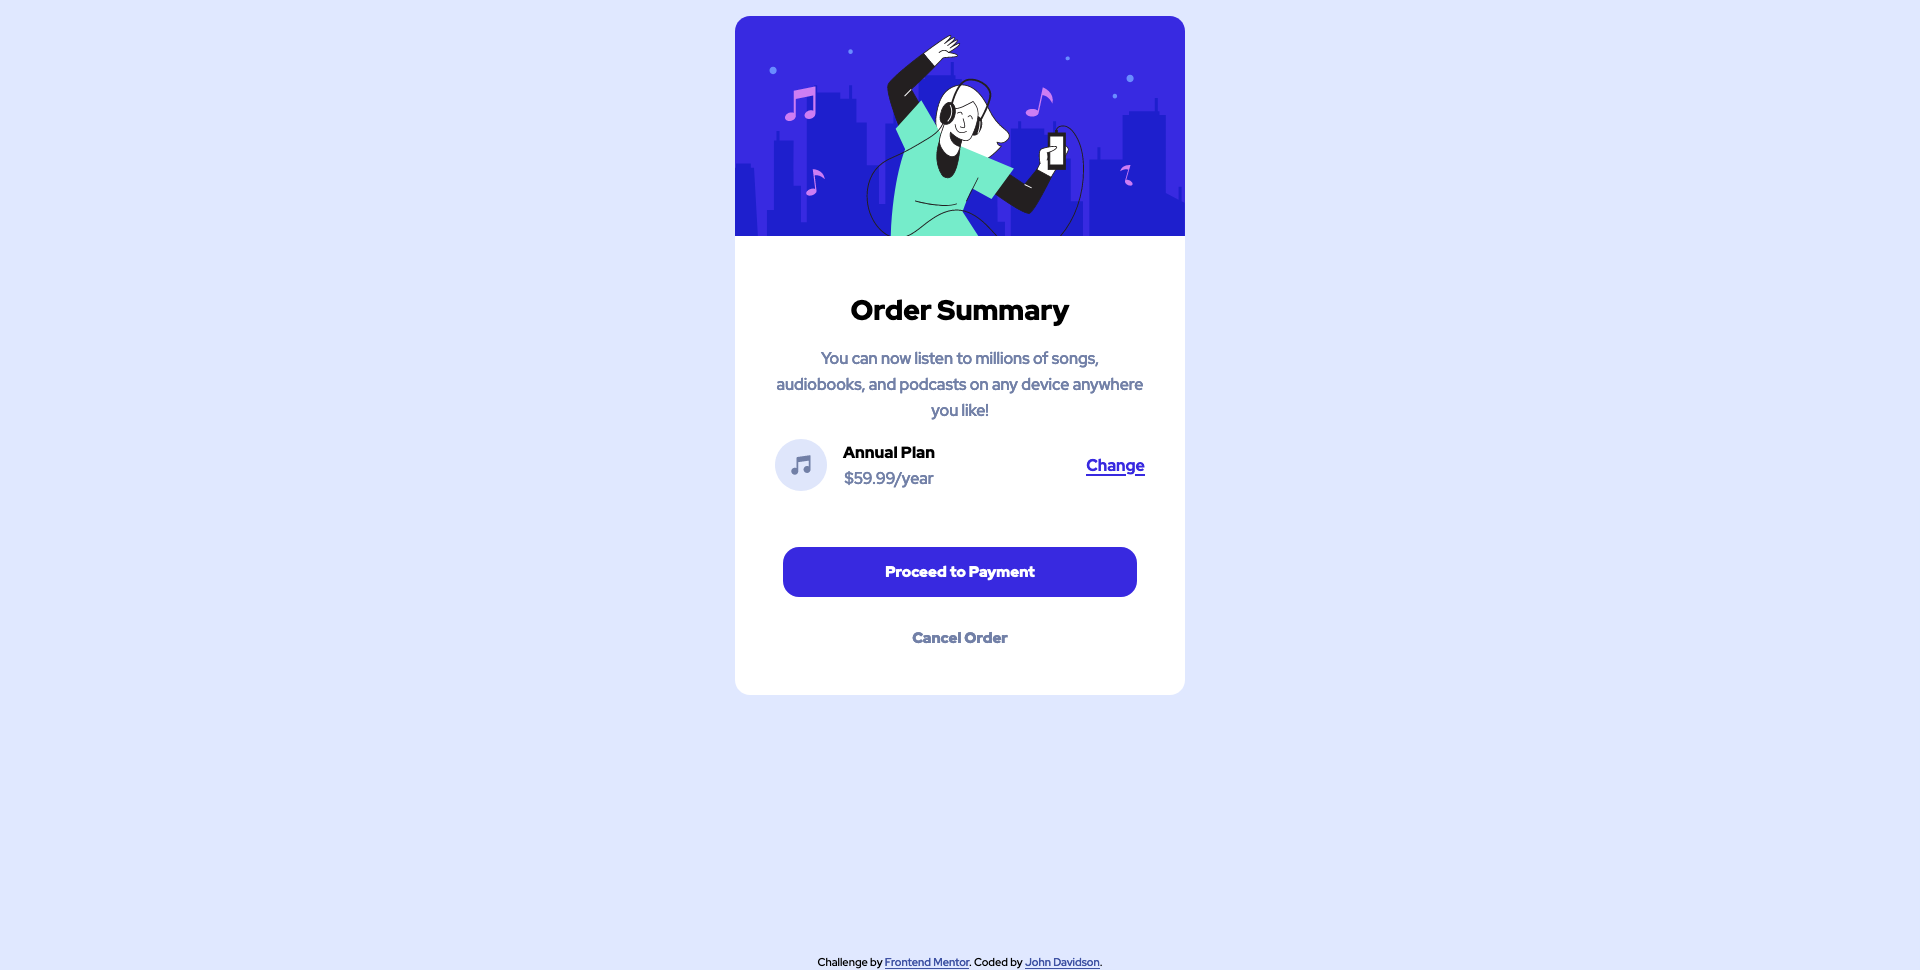 Order Summary
You can now listen to millions of songs,
audiobooks, and podcasts on any device anywhere
you like!
Annual Plan
$59.99/year
Change
Proceed to Payment
Cancel Order
Challenge by Frontend Mentor. Coded by John Davidson.